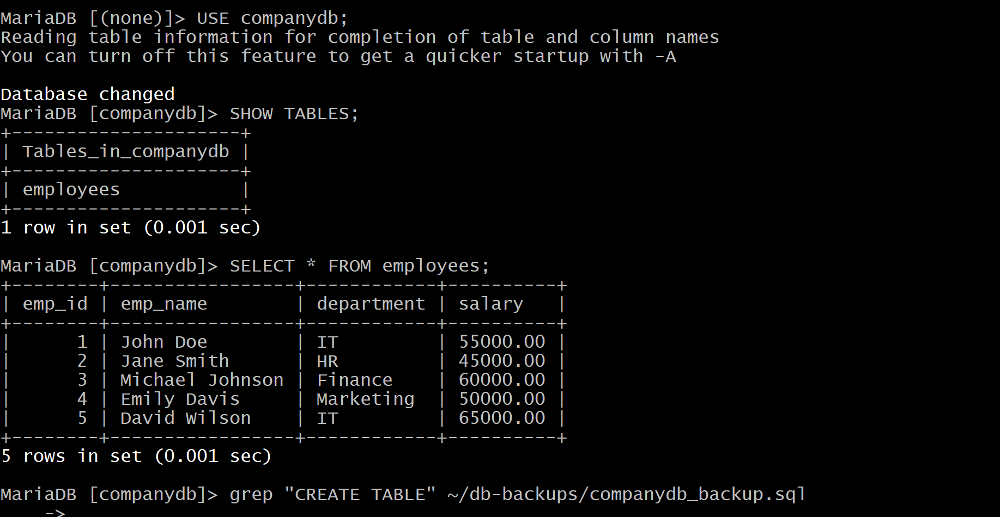 MariaDB [(none)]> USE companydb;
Reading table information for completion of table and column names
You can turn off this feature to get a quicker startup with -A
Database changed
MariaDB [companydb]> SHOW TABLES;
+---------------------+
| Tables_in_companydb |
+---------------------+
| employees           |
+---------------------+
1 row in set (0.001 sec)
MariaDB [companydb]> SELECT * FROM employees;
+--------+-----------------+------------+----------+
| emp_id | emp_name        | department | salary   |
+--------+-----------------+------------+----------+
|      1 | John Doe        | IT         | 55000.00 |
|      2 | Jane Smith      | HR         | 45000.00 |
|      3 | Michael Johnson | Finance    | 60000.00 |
|      4 | Emily Davis     | Marketing  | 50000.00 |
|      5 | David Wilson    | IT         | 65000.00 |
+--------+-----------------+------------+----------+
5 rows in set (0.001 sec)
MariaDB [companydb]> grep "CREATE TABLE" ~/db-backups/companydb_backup.sql
    ->